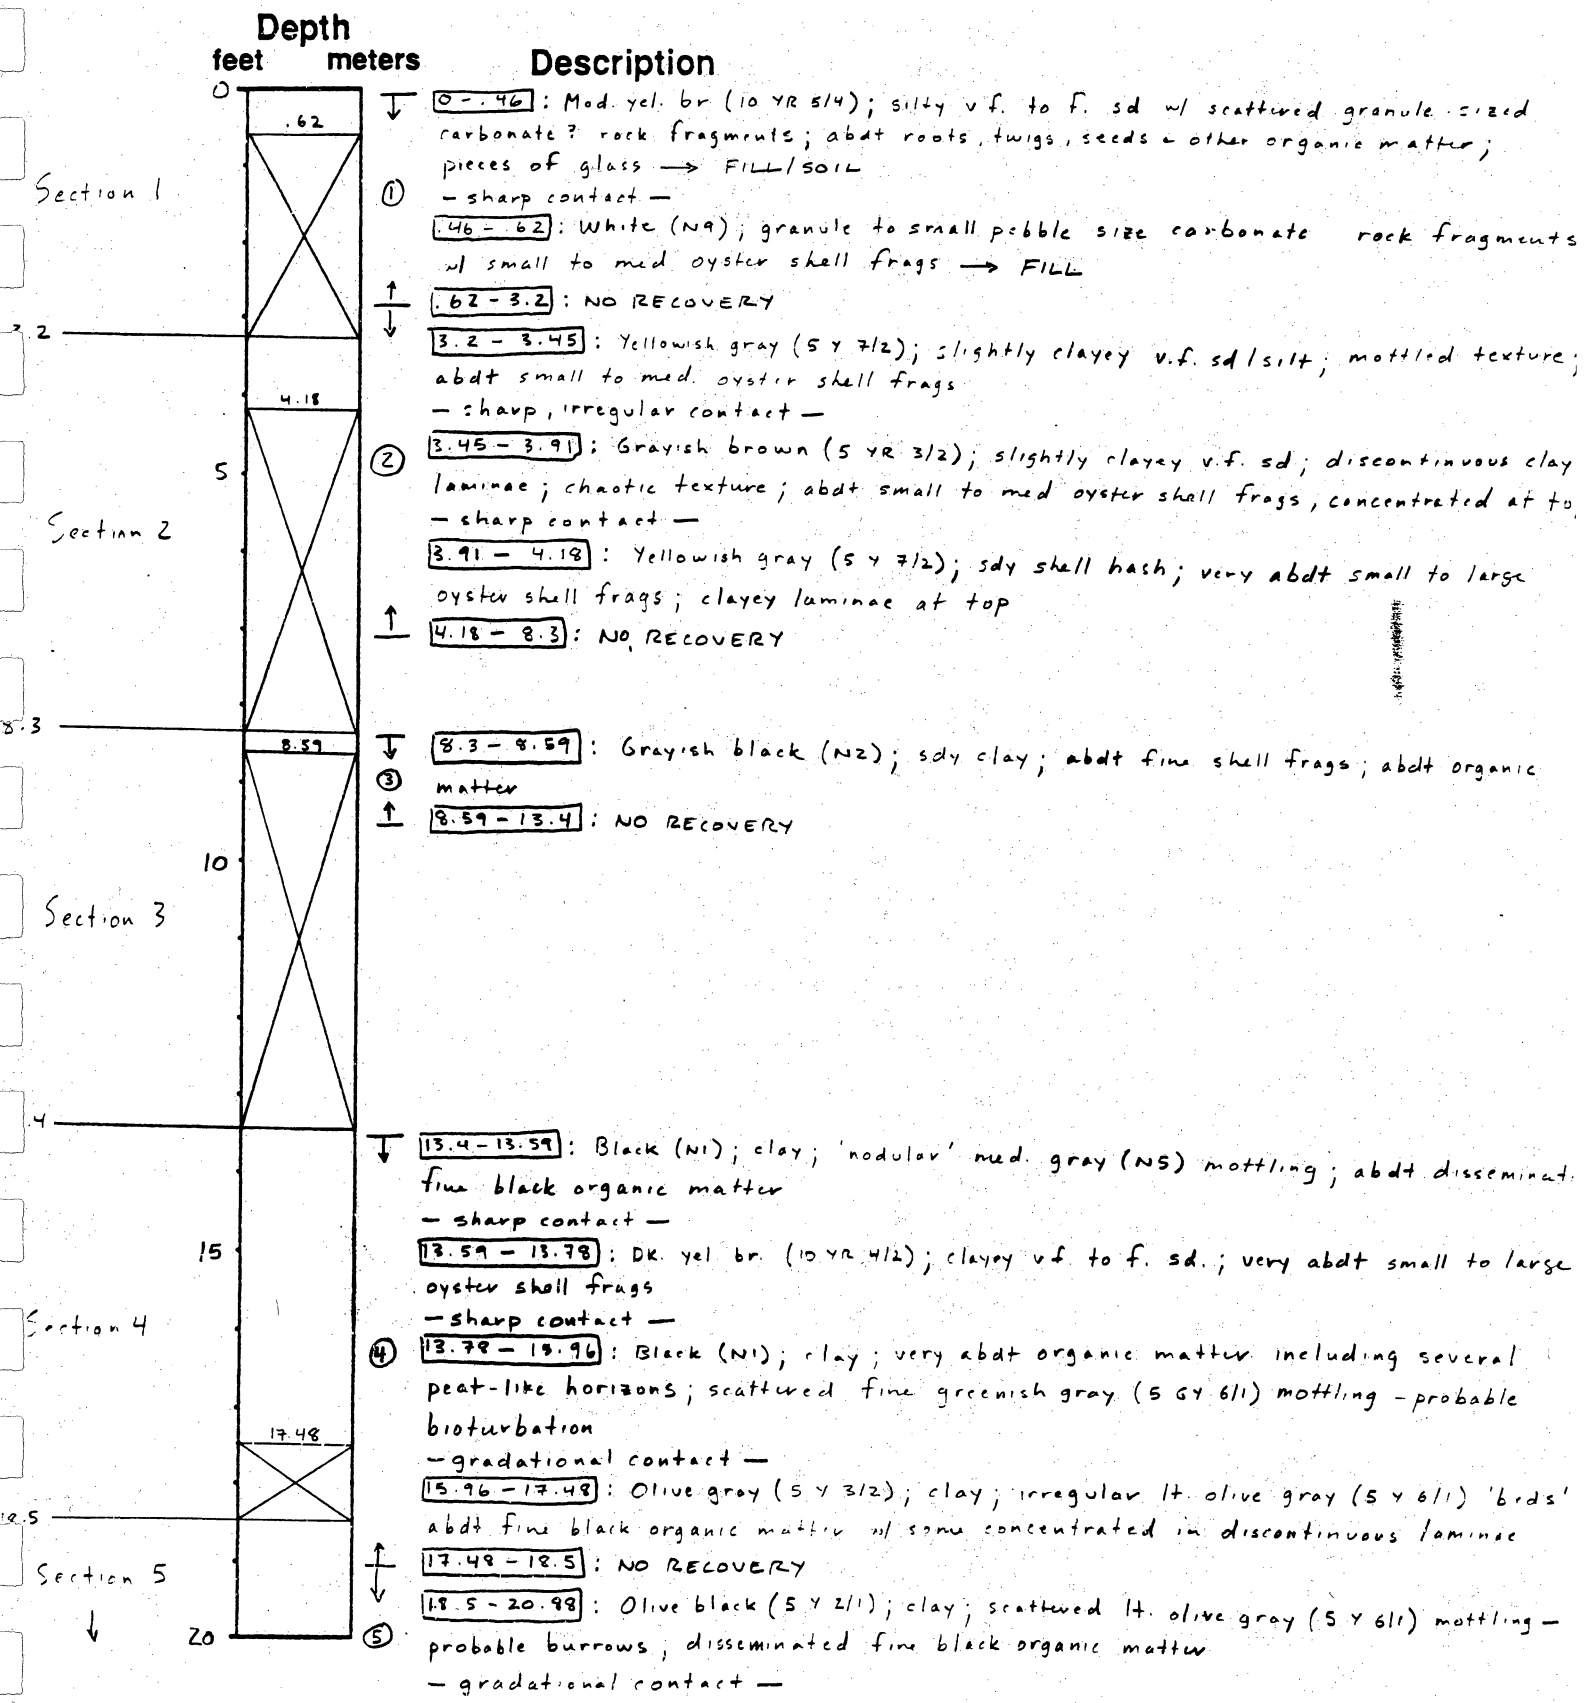 Depth
feet meters Description
0
0 - .46 : Mod. yel. br (10 YR 5/4); silty v f. to f. sd w/ scattered granule sized
carbonate? rock fragments; abdt roots, twigs, seeds & other organic matter;
pieces of glass → FILL/SOIL
.62
Section 1
①
- sharp contact -
.46 - .62 : White (N9); granule to small pebble size carbonate rock fragments
w/ small to med oyster shell frags → FILL
.62 - 3.2 : NO RECOVERY
3.2
3.2 - 3.45 : Yellowish gray (5 Y 7/2); slightly clayey v.f. sd/silt; mottled texture;
abdt small to med. oyster shell frags
- sharp, irregular contact -
4.18
3.45 - 3.91 : Grayish brown (5 YR 3/2); slightly clayey v.f. sd; discontinuous clay
②
5
laminae; chaotic texture; abdt small to med oyster shell frags, concentrated at to
- sharp contact -
Section 2
3.91 - 4.18 : Yellowish gray (5 Y 7/2); sdy shell hash; very abdt small to large
oyster shell frags; clayey laminae at top
4.18 - 8.3 : NO RECOVERY
8.3
8.59
8.3 - 8.59 : Grayish black (N2); sdy clay; abdt fine shell frags; abdt organic
③
matter
8.59 - 13.4 : NO RECOVERY
10
Section 3
.4
13.4 - 13.59 : Black (N1); clay; 'nodular' med. gray (N5) mottling; abdt disseminat.
fine black organic matter
- sharp contact -
15
13.59 - 13.78 : DK. yel br. (10 YR 4/2); clayey v f. to f. sd.; very abdt small to large
oyster shell frags
- sharp contact -
Section 4
④
13.78 - 15.96 : Black (N1); clay; very abdt organic matter including several
peat-like horizons; scattered fine greenish gray (5 GY 6/1) mottling - probable
bioturbation
17.48
- gradational contact -
15.96 - 17.48 : Olive gray (5 Y 3/2); clay; irregular lt. olive gray (5 Y 6/1) 'beds'
18.5
abdt fine black organic matter w/ some concentrated in discontinuous laminae
17.48 - 18.5 : NO RECOVERY
Section 5
18.5 - 20.98 : Olive black (5 Y 2/1); clay; scattered lt. olive gray (5 Y 6/1) mottling -
20
⑤
probable burrows; disseminated fine black organic matter
- gradational contact -